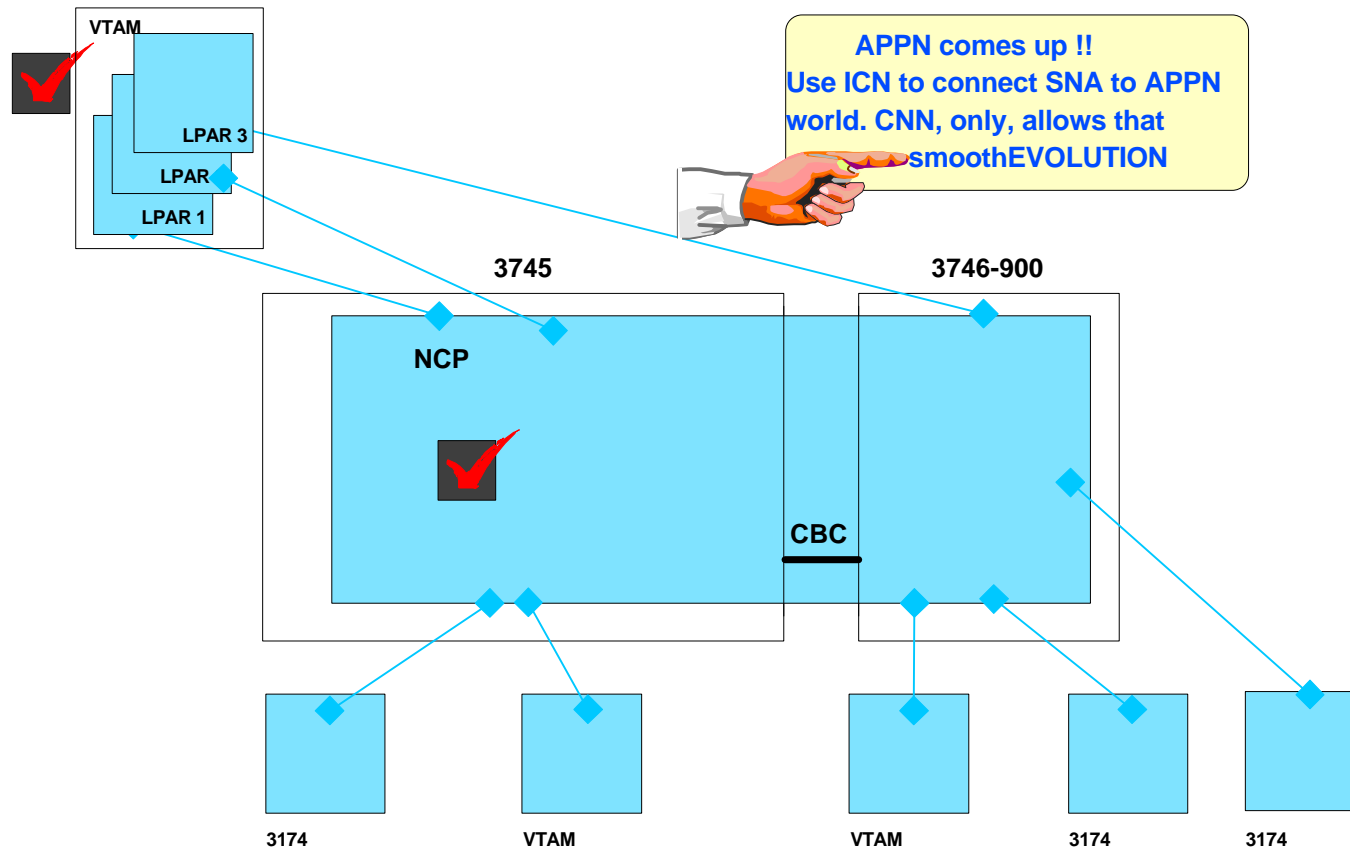 VTAM
LPAR 3
LPAR
LPAR 1
APPN comes up !!
Use ICN to connect SNA to APPN
world. CNN, only, allows that
smoothEVOLUTION
3745
3746-900
NCP
CBC
3174
VTAM
VTAM
3174
3174